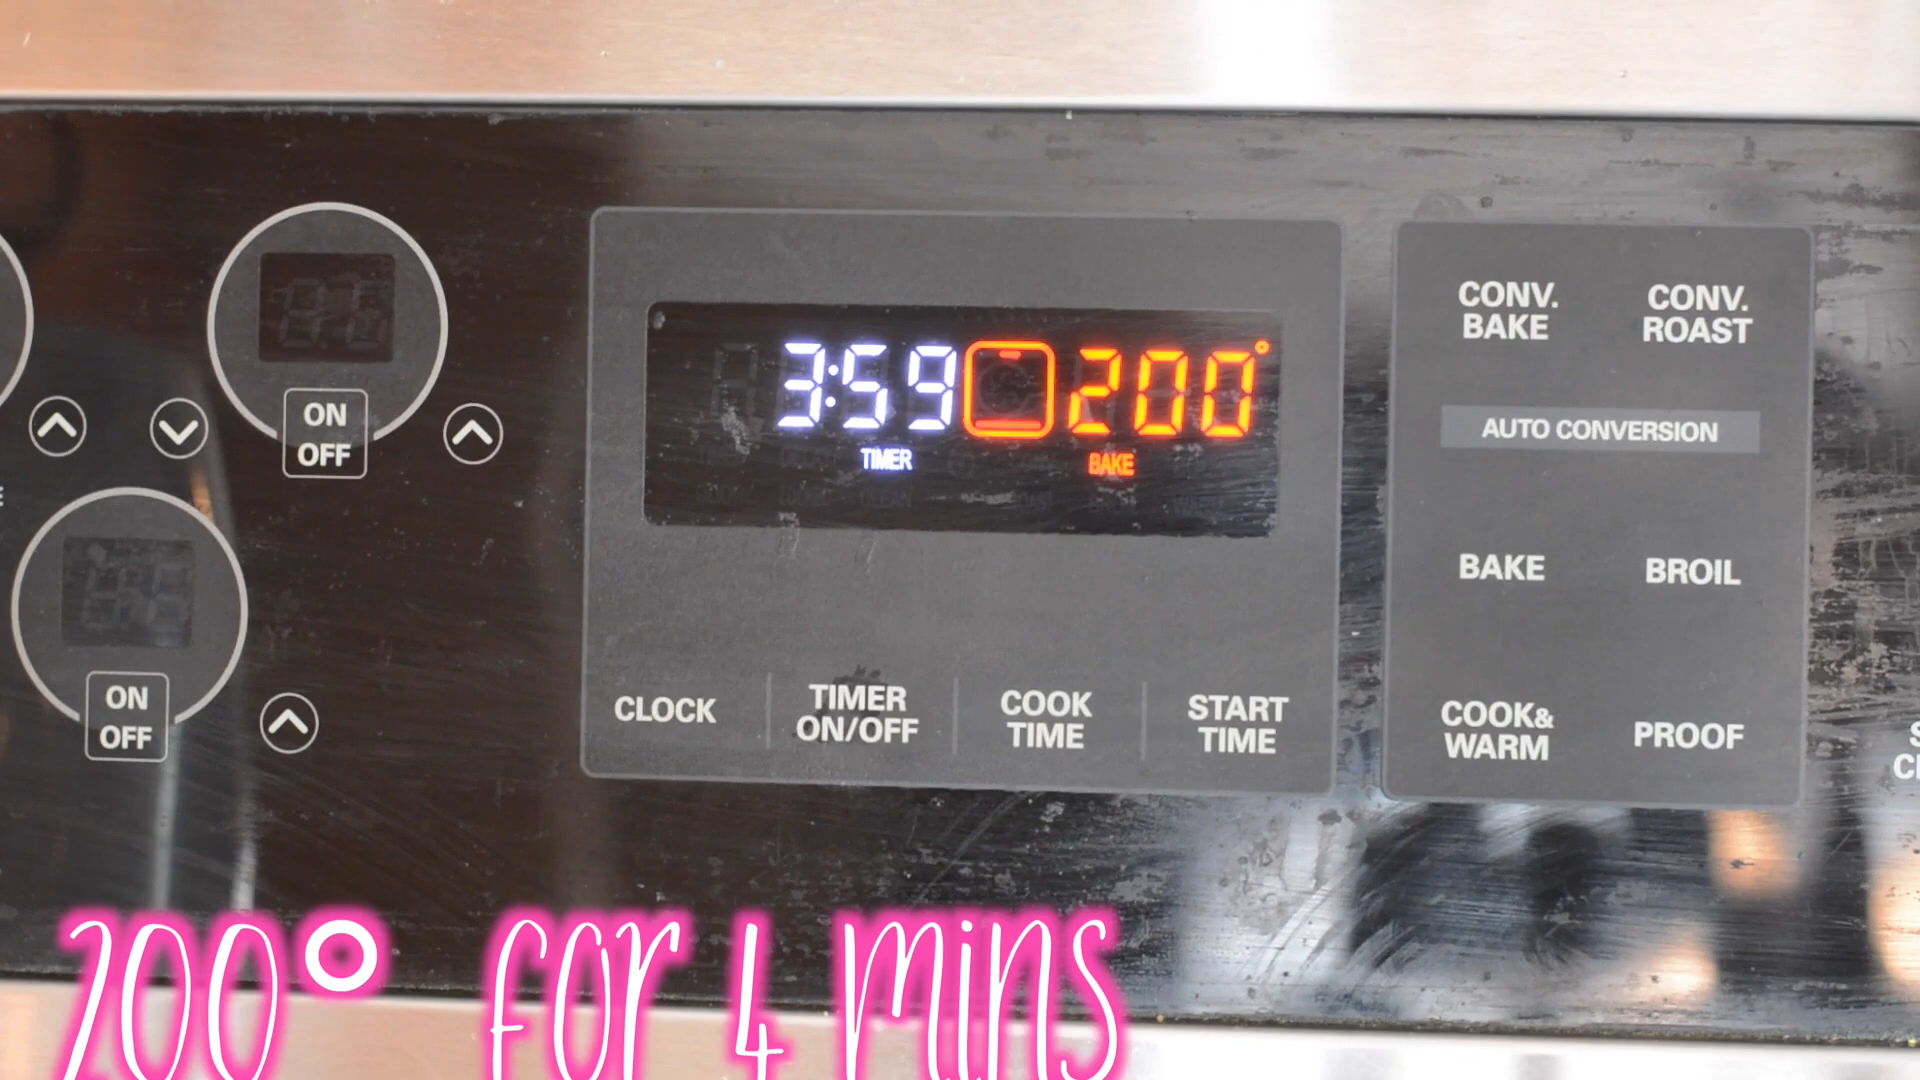 3:59 200°
TIMER BAKE
ON
OFF
ON
OFF
CLOCK
TIMER
ON/OFF
COOK
TIME
START
TIME
CONV.
BAKE
CONV.
ROAST
AUTO CONVERSION
BAKE
BROIL
COOK&
WARM
PROOF
200° for 4 mins